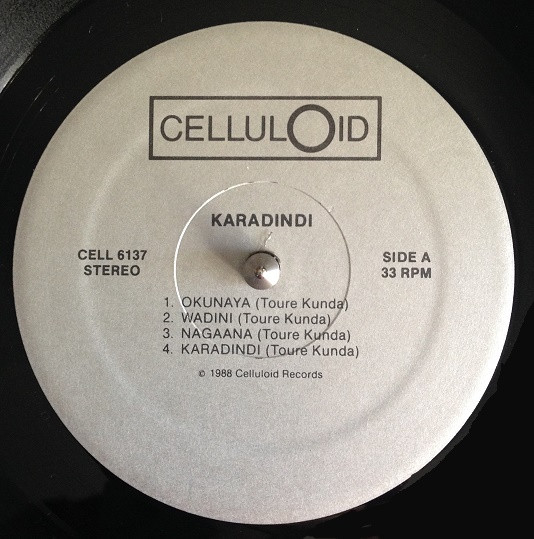 CELLULOID
KARADINDI
CELL 6137
STEREO
SIDE A
33 RPM
1. OKUNAYA (Toure Kunda)
2. WADINI (Toure Kunda)
3. NAGAANA (Toure Kunda)
4. KARADINDI (Toure Kunda)
© 1988 Celluloid Records